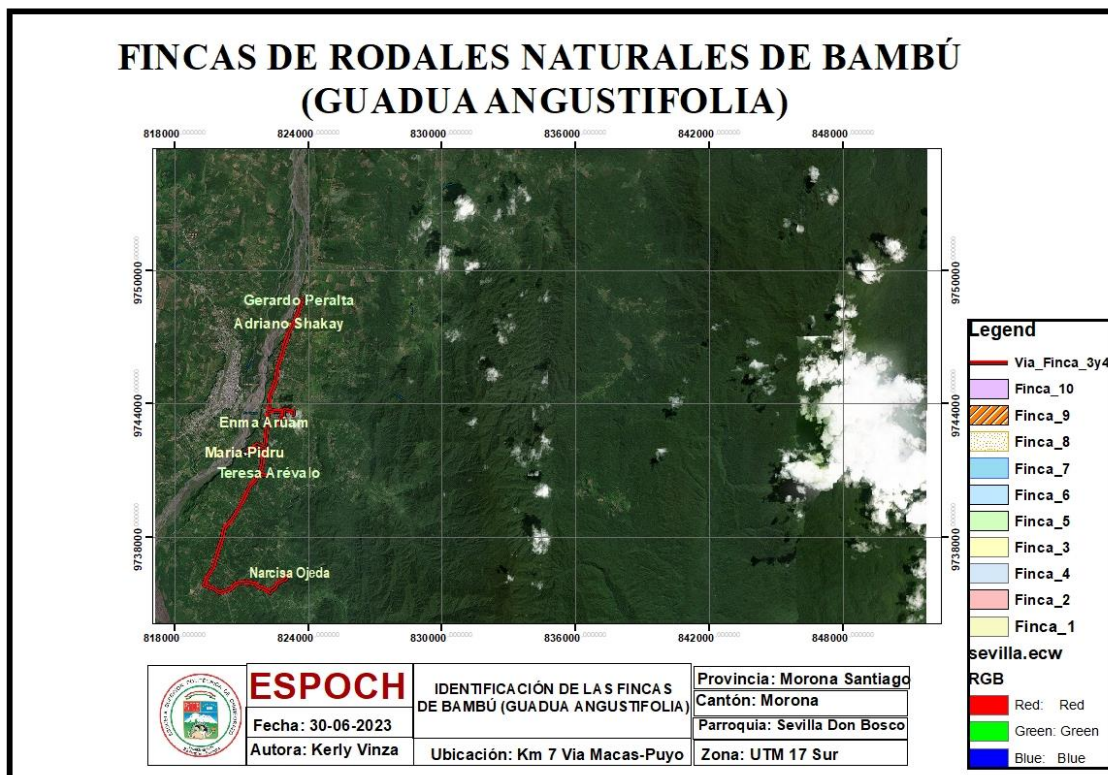 FINCAS DE RODALES NATURALES DE BAMBÚ
(GUADUA ANGUSTIFOLIA)
818000 824000 830000 836000 842000 848000
9750000 9750000
9744000 9744000
9738000 9738000
Gerardo Peralta
Adriano Shakay
Enma Aruam
Maria Pidru
Teresa Arévalo
Narcisa Ojeda
818000 824000 830000 836000 842000 848000
Legend
Via_Finca_3y4
Finca_10
Finca_9
Finca_8
Finca_7
Finca_6
Finca_5
Finca_3
Finca_4
Finca_2
Finca_1
sevilla.ecw
RGB
Red: Red
Green: Green
Blue: Blue
ESPOCH
Fecha: 30-06-2023
Autora: Kerly Vinza
IDENTIFICACIÓN DE LAS FINCAS
DE BAMBÚ (GUADUA ANGUSTIFOLIA)
Ubicación: Km 7 Via Macas-Puyo
Provincia: Morona Santiago
Cantón: Morona
Parroquia: Sevilla Don Bosco
Zona: UTM 17 Sur